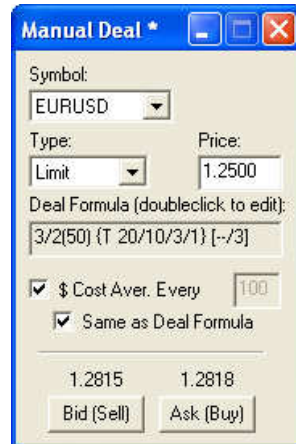 Manual Deal *
Symbol:
EURUSD
Type: Price:
Limit 1.2500
Deal Formula (doubleclick to edit):
3/2(50) {T 20/10/3/1} [--/3]
$ Cost Aver. Every 100
Same as Deal Formula
1.2815 1.2818
Bid (Sell) Ask (Buy)